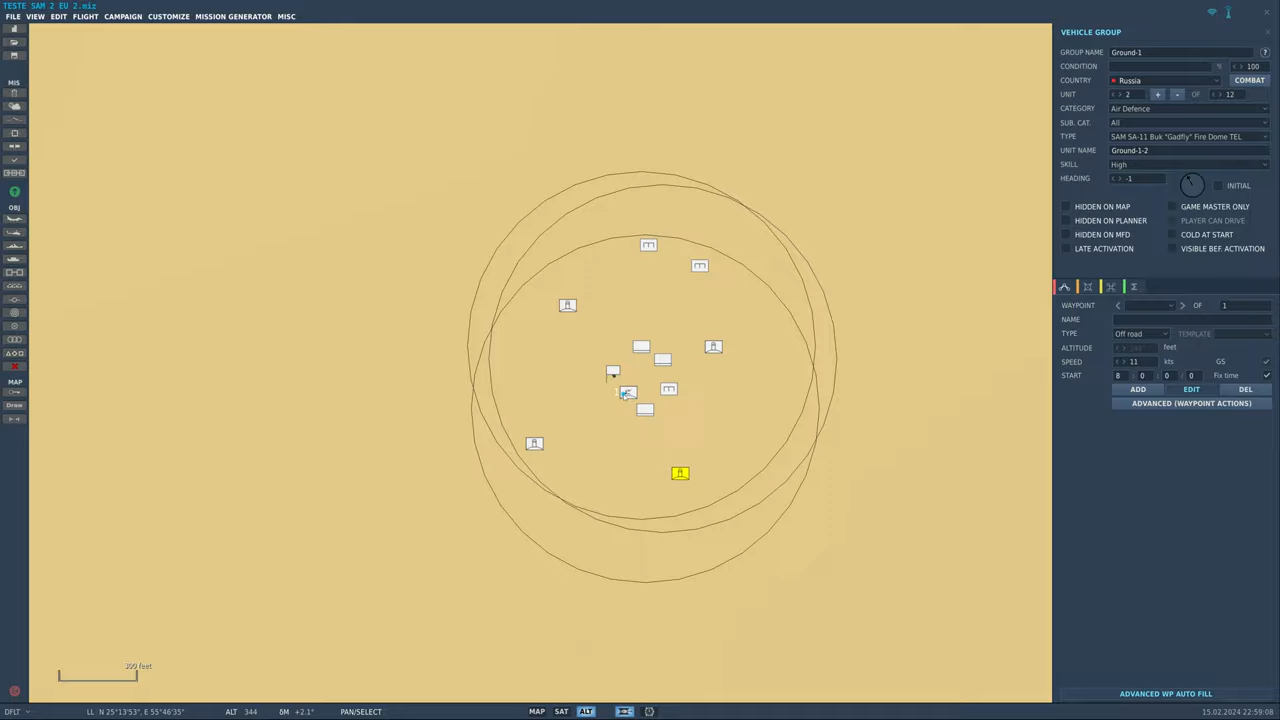 TESTE SAM 2 EU 2.miz
FILE VIEW EDIT FLIGHT CAMPAIGN CUSTOMIZE MISSION GENERATOR MISC
MIS
OBJ
MAP
Draw
300 feet
VEHICLE GROUP
GROUP NAME Ground-1 ?
CONDITION % < > 100
COUNTRY Russia COMBAT
UNIT < > 2 + - OF < > 12
CATEGORY Air Defence
SUB. CAT. All
TYPE SAM SA-11 Buk "Gadfly" Fire Dome TEL
UNIT NAME Ground-1-2
SKILL High
HEADING < > -1 INITIAL
HIDDEN ON MAP GAME MASTER ONLY
HIDDEN ON PLANNER PLAYER CAN DRIVE
HIDDEN ON MFD COLD AT START
LATE ACTIVATION VISIBLE BEF. ACTIVATION
WAYPOINT < > OF 1
NAME
TYPE Off road TEMPLATE
ALTITUDE < > feet
SPEED < > 11 kts GS
START 8 : 0 : 0 / 0 Fix time
ADD EDIT DEL
ADVANCED (WAYPOINT ACTIONS)
ADVANCED WP AUTO FILL
DFLT LL N 25°13'53", E 55°46'35" ALT 344 δM +2.1° PAN/SELECT MAP SAT ALT 15.02.2024 22:59:08